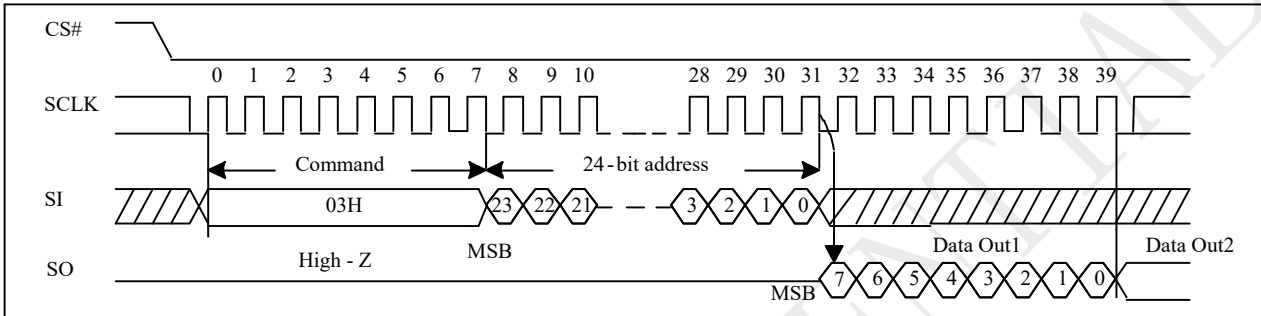 CS#
0 1 2 3 4 5 6 7 8 9 10 28 29 30 31 32 33 34 35 36 37 38 39
SCLK
Command 24-bit address
SI 03H 23 22 21 3 2 1 0
High - Z MSB Data Out1 Data Out2
SO MSB 7 6 5 4 3 2 1 0